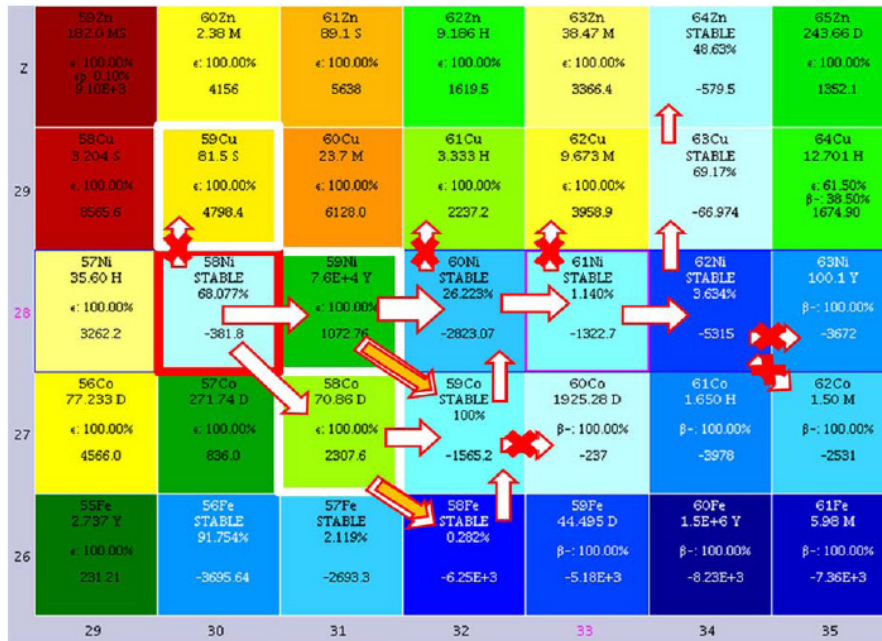 Z
59Zn
182.0 MS
ϵ: 100.00%
ϵp: 0.10%
9.10E+3
60Zn
2.38 M
ϵ: 100.00%
4156
61Zn
89.1 S
ϵ: 100.00%
5638
62Zn
9.186 H
ϵ: 100.00%
1619.5
63Zn
38.47 M
ϵ: 100.00%
3366.4
64Zn
STABLE
48.63%
-579.5
65Zn
243.66 D
ϵ: 100.00%
1352.1
29
58Cu
3.204 S
ϵ: 100.00%
8565.6
59Cu
81.5 S
ϵ: 100.00%
4798.4
60Cu
23.7 M
ϵ: 100.00%
6128.0
61Cu
3.333 H
ϵ: 100.00%
2237.2
62Cu
9.673 M
ϵ: 100.00%
3958.9
63Cu
STABLE
69.17%
-66.974
64Cu
12.701 H
ϵ: 61.50%
β-: 38.50%
1674.90
28
57Ni
35.60 H
ϵ: 100.00%
3262.2
58Ni
STABLE
68.077%
-381.8
59Ni
7.6E+4 Y
ϵ: 100.00%
1072.76
60Ni
STABLE
26.223%
-2823.07
61Ni
STABLE
1.140%
-1322.7
62Ni
STABLE
3.634%
-5315
63Ni
100.1 Y
β-: 100.00%
-3672
27
56Co
77.233 D
ϵ: 100.00%
4566.0
57Co
271.74 D
ϵ: 100.00%
836.0
58Co
70.86 D
ϵ: 100.00%
2307.6
59Co
STABLE
100%
-1565.2
60Co
1925.28 D
β-: 100.00%
-237
61Co
1.650 H
β-: 100.00%
-3978
62Co
1.50 M
β-: 100.00%
-2531
26
55Fe
2.737 Y
ϵ: 100.00%
231.21
56Fe
STABLE
91.754%
-3695.64
57Fe
STABLE
2.119%
-2693.3
58Fe
STABLE
0.282%
-6.25E+3
59Fe
44.495 D
β-: 100.00%
-5.18E+3
60Fe
1.5E+6 Y
β-: 100.00%
-8.23E+3
61Fe
5.98 M
β-: 100.00%
-7.36E+3
29
30
31
32
33
34
35